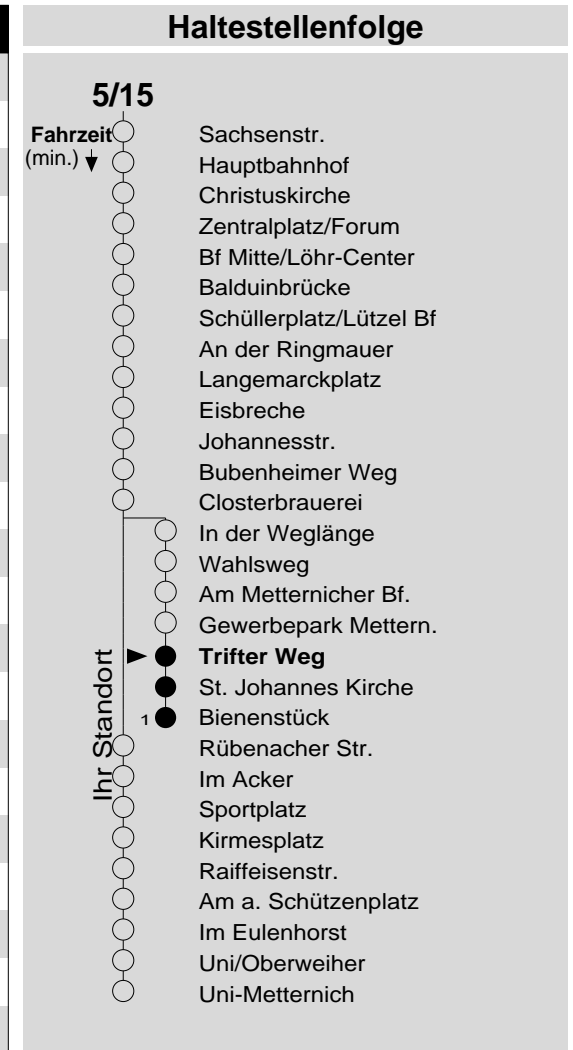 Haltestellenfolge
5/15
Fahrzeit
(min.)
Sachsenstr.
Hauptbahnhof
Christuskirche
Zentralplatz/Forum
Bf Mitte/Löhr-Center
Balduinbrücke
Schüllerplatz/Lützel Bf
An der Ringmauer
Langemarckplatz
Eisbreche
Johannesstr.
Bubenheimer Weg
Closterbrauerei
In der Weglänge
Wahlsweg
Am Metternicher Bf.
Gewerbepark Mettern.
Ihr Standort
Trifter Weg
St. Johannes Kirche
1 Bienenstück
Rübenacher Str.
Im Acker
Sportplatz
Kirmesplatz
Raiffeisenstr.
Am a. Schützenplatz
Im Eulenhorst
Uni/Oberweiher
Uni-Metternich